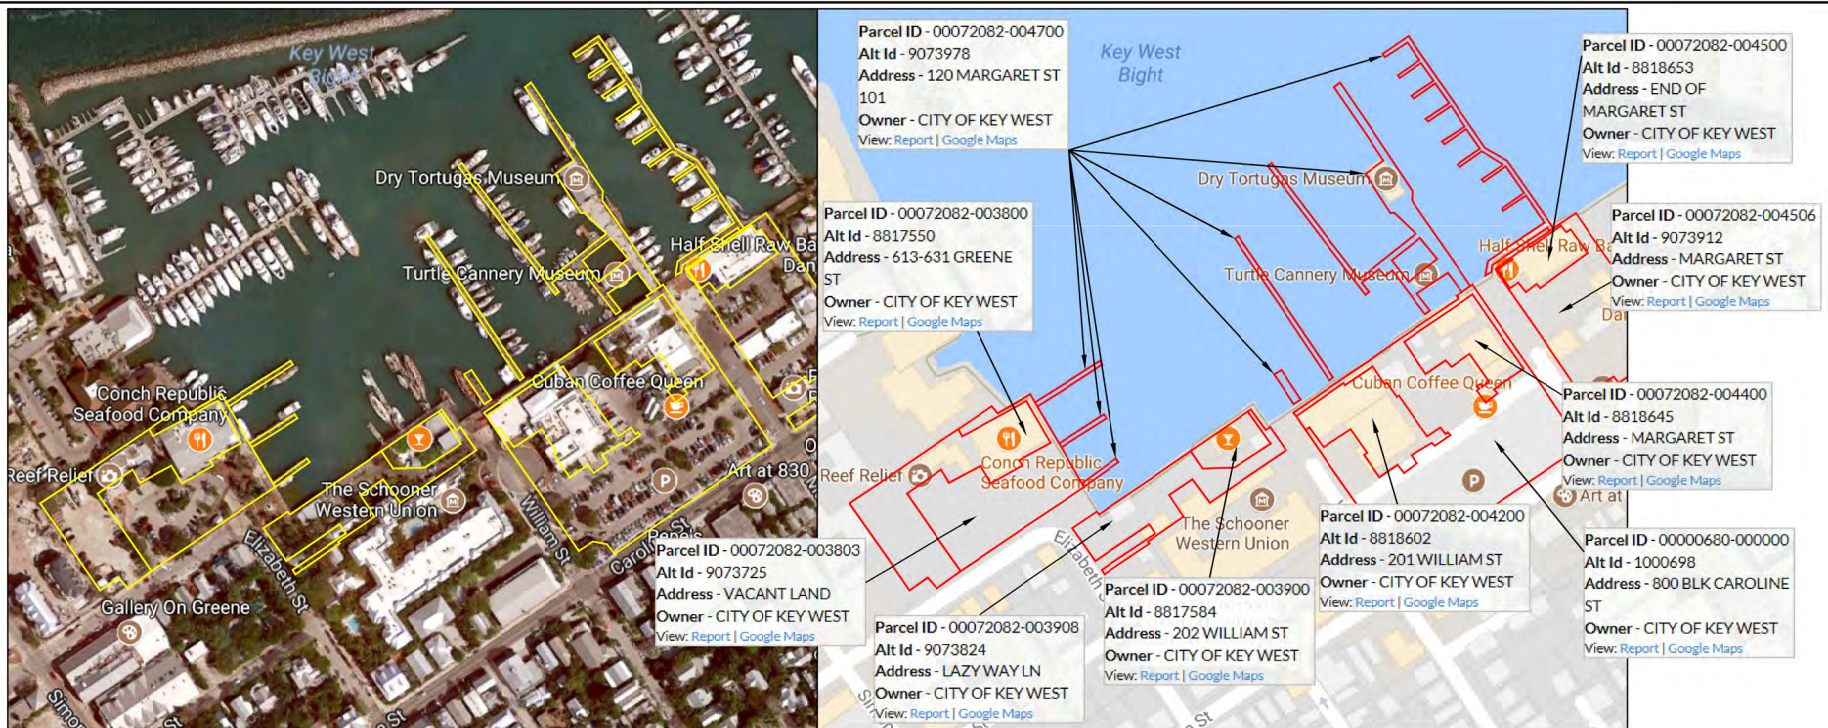 Key West
Bight
Dry Tortugas Museum
Half Shell Raw Ba
Dan
Turtle Cannery Museum
Conch Republic
Seafood Company
Cuban Coffee Queen
Reef Relief
The Schooner
Western Union
P
Art at 830
William St
Elizabeth St
Gallery On Greene
Parcel ID - 00072082-004700
Alt Id - 9073978
Address - 120 MARGARET ST
101
Owner - CITY OF KEY WEST
View: Report | Google Maps
Key West
Bight
Parcel ID - 00072082-004500
Alt Id - 8818653
Address - END OF
MARGARET ST
Owner - CITY OF KEY WEST
View: Report | Google Maps
Dry Tortugas Museum
Parcel ID - 00072082-003800
Alt Id - 8817550
Address - 613-631 GREENE
ST
Owner - CITY OF KEY WEST
View: Report | Google Maps
Parcel ID - 00072082-004506
Alt Id - 9073912
Address - MARGARET ST
Owner - CITY OF KEY WEST
View: Report | Google Maps
Half Shell Raw Ba
Turtle Cannery Museum
Dan
Cuban Coffee Queen
Parcel ID - 00072082-004400
Alt Id - 8818645
Address - MARGARET ST
Owner - CITY OF KEY WEST
View: Report | Google Maps
Reef Relief
Conch Republic
Seafood Company
P
Art at
The Schooner
Western Union
Parcel ID - 00072082-004200
Alt Id - 8818602
Address - 201 WILLIAM ST
Owner - CITY OF KEY WEST
View: Report | Google Maps
Parcel ID - 00000680-000000
Alt Id - 1000698
Address - 800 BLK CAROLINE
ST
Owner - CITY OF KEY WEST
View: Report | Google Maps
Parcel ID - 00072082-003803
Alt Id - 9073725
Address - VACANT LAND
Owner - CITY OF KEY WEST
View: Report | Google Maps
Elizabeth S
Parcel ID - 00072082-003900
Alt Id - 8817584
Address - 202 WILLIAM ST
Owner - CITY OF KEY WEST
View: Report | Google Maps
Parcel ID - 00072082-003908
Alt Id - 9073824
Address - LAZY WAY LN
Owner - CITY OF KEY WEST
View: Report | Google Maps